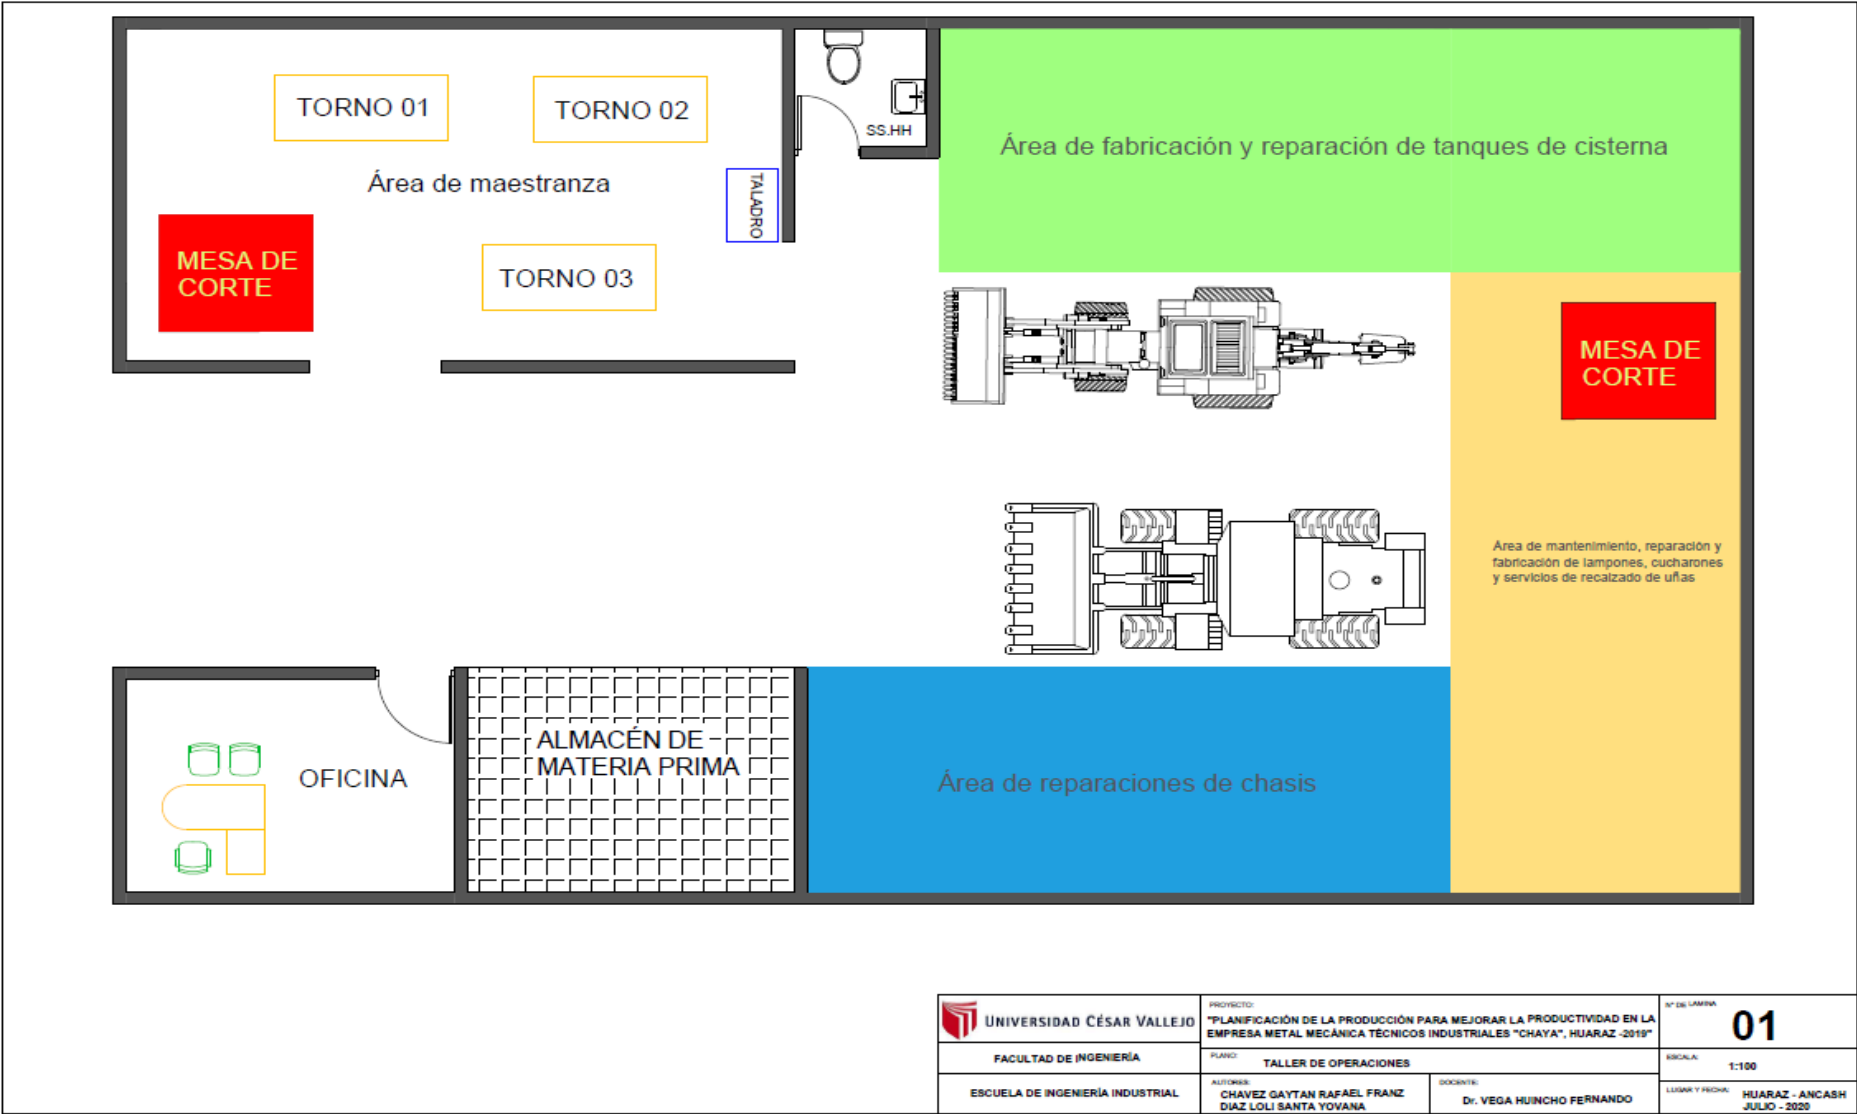 TORNO 01
TORNO 02
SS.HH
Área de fabricación y reparación de tanques de cisterna
Área de maestranza
TALADRO
MESA DE
CORTE
TORNO 03
MESA DE
CORTE
Área de mantenimiento, reparación y
fabricación de lampones, cucharones
y servicios de recalzado de uñas
ALMACÉN DE
MATERIA PRIMA
OFICINA
Área de reparaciones de chasis
UNIVERSIDAD CÉSAR VALLEJO
FACULTAD DE INGENIERÍA
ESCUELA DE INGENIERÍA INDUSTRIAL
PROYECTO:
"PLANIFICACIÓN DE LA PRODUCCIÓN PARA MEJORAR LA PRODUCTIVIDAD EN LA
EMPRESA METAL MECÁNICA TÉCNICOS INDUSTRIALES "CHAYA", HUARAZ -2019"
PLANO:
TALLER DE OPERACIONES
AUTORES:
CHAVEZ GAYTAN RAFAEL FRANZ
DIAZ LOLI SANTA YOVANA
DOCENTE:
Dr. VEGA HUINCHO FERNANDO
N° DE LAMINA
01
ESCALA:
1:100
LUGAR Y FECHA:
HUARAZ - ANCASH
JULIO - 2020